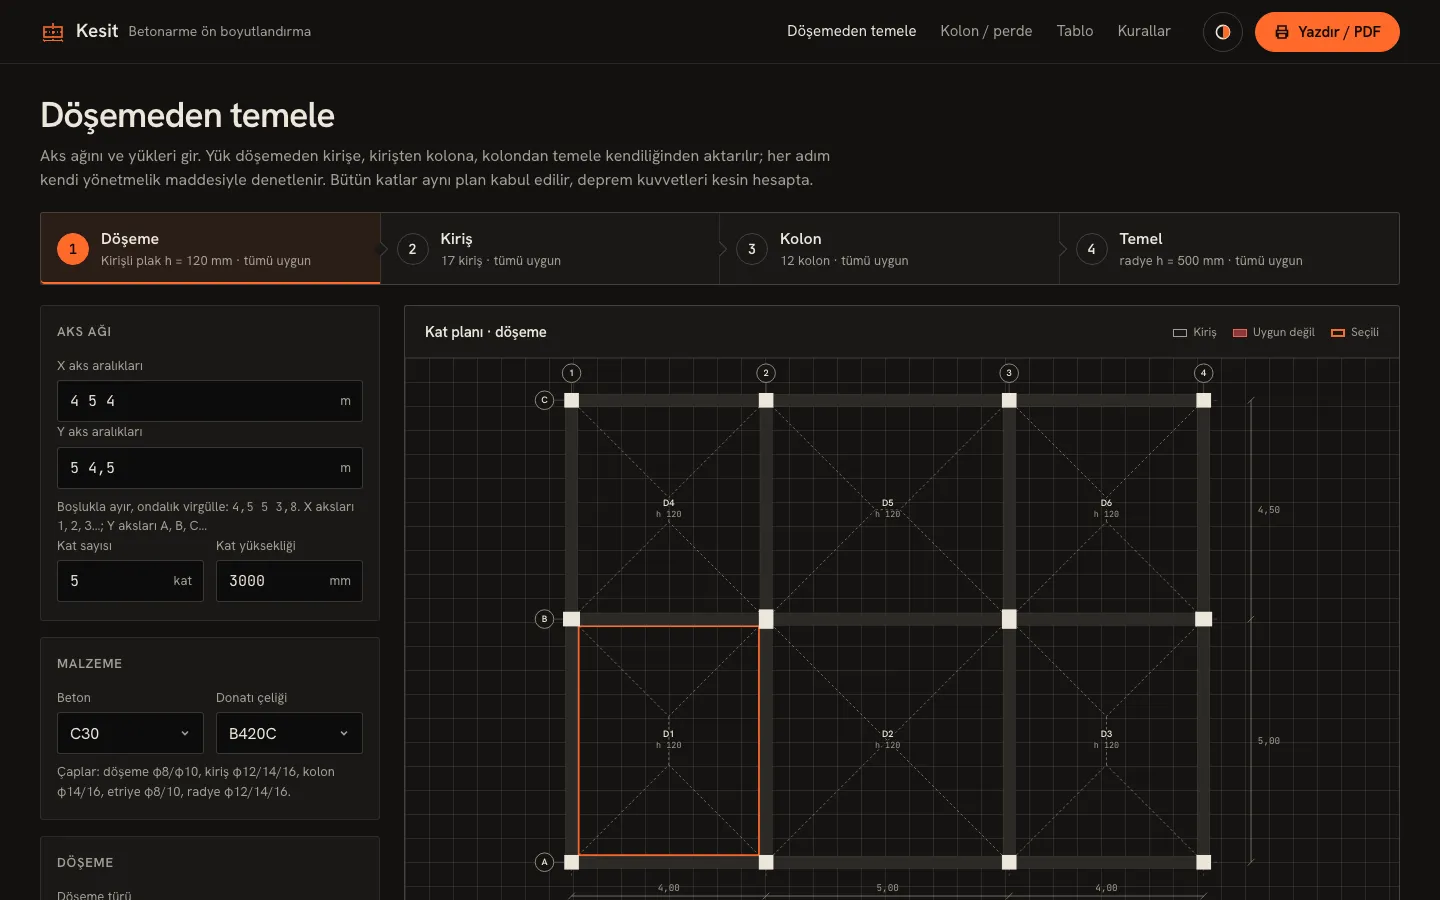 Kesit Betonarme ön boyutlandırma
Döşemeden temele Kolon / perde Tablo Kurallar Yazdır / PDF
Döşemeden temele
Aks ağını ve yükleri gir. Yük döşemeden kirişe, kirişten kolona, kolondan temele kendiliğinden aktarılır; her adım
kendi yönetmelik maddesiyle denetlenir. Bütün katlar aynı plan kabul edilir, deprem kuvvetleri kesin hesapta.
1 Döşeme
Kirişli plak h = 120 mm · tümü uygun
2 Kiriş
17 kiriş · tümü uygun
3 Kolon
12 kolon · tümü uygun
4 Temel
radye h = 500 mm · tümü uygun
AKS AĞI
X aks aralıkları
4 5 4 m
Y aks aralıkları
5 4,5 m
Boşlukla ayır, ondalık virgülle: 4,5 5 3,8. X aksları
1, 2, 3…; Y aksları A, B, C…
Kat sayısı Kat yüksekliği
5 kat 3000 mm
MALZEME
Beton Donatı çeliği
C30 B420C
Çaplar: döşeme ϕ8/ϕ10, kiriş ϕ12/14/16, kolon
ϕ14/16, etriye ϕ8/10, radye ϕ12/14/16.
DÖŞEME
Döşeme türü
Kat planı · döşeme
Kiriş Uygun değil Seçili
1 2 3 4
C
D4 D5 D6
h 120 h 120 h 120
4,50
B
D1 D2 D3
h 120 h 120 h 120
5,00
A
4,00 5,00 4,00